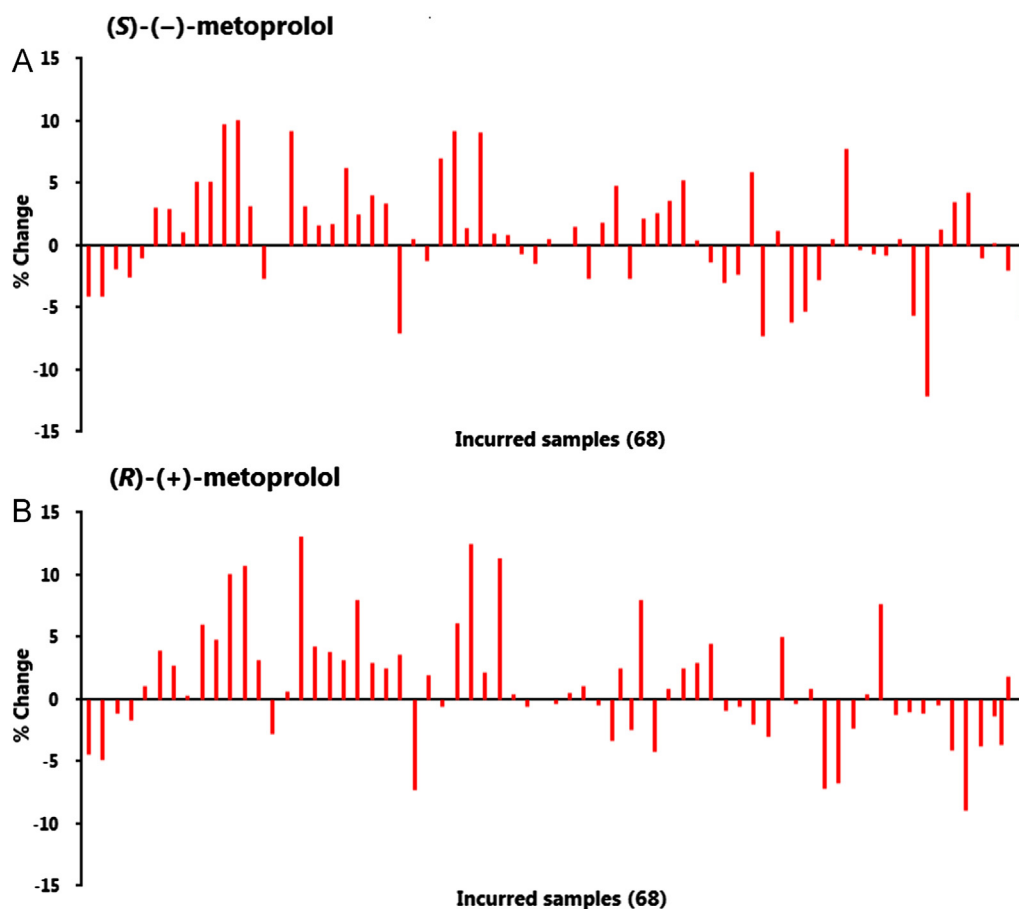 (S)-(−)-metoprolol
A
15
10
5
0
-5
-10
-15
% Change
Incurred samples (68)
(R)-(+)-metoprolol
B
15
10
5
0
-5
-10
-15
% Change
Incurred samples (68)